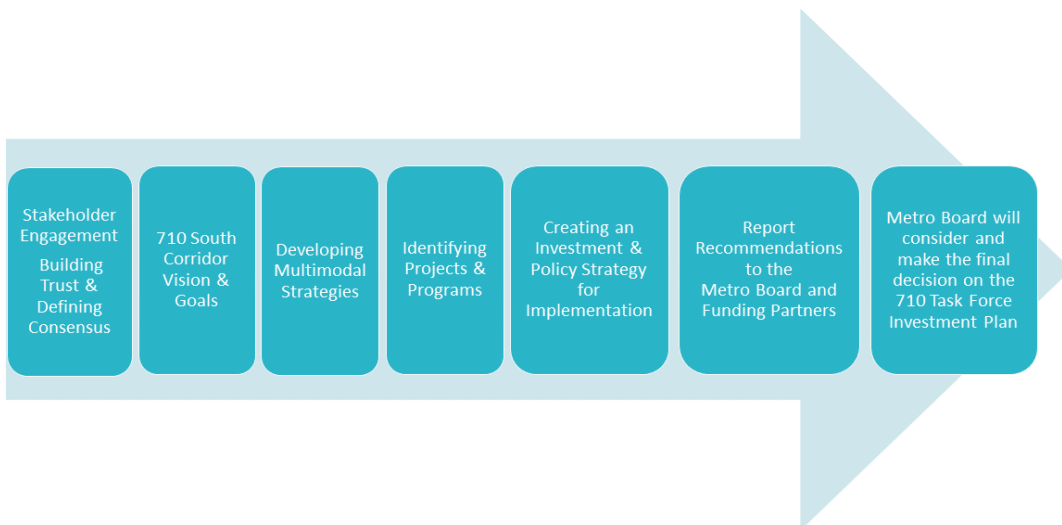 Stakeholder
Engagement
Building
Trust &
Defining
Consensus
710 South
Corridor
Vision &
Goals
Developing
Multimodal
Strategies
Identifying
Projects &
Programs
Creating an
Investment &
Policy Strategy
for
Implementation
Report
Recommendations
to the
Metro Board and
Funding Partners
Metro Board will
consider and
make the final
decision on the
710 Task Force
Investment Plan